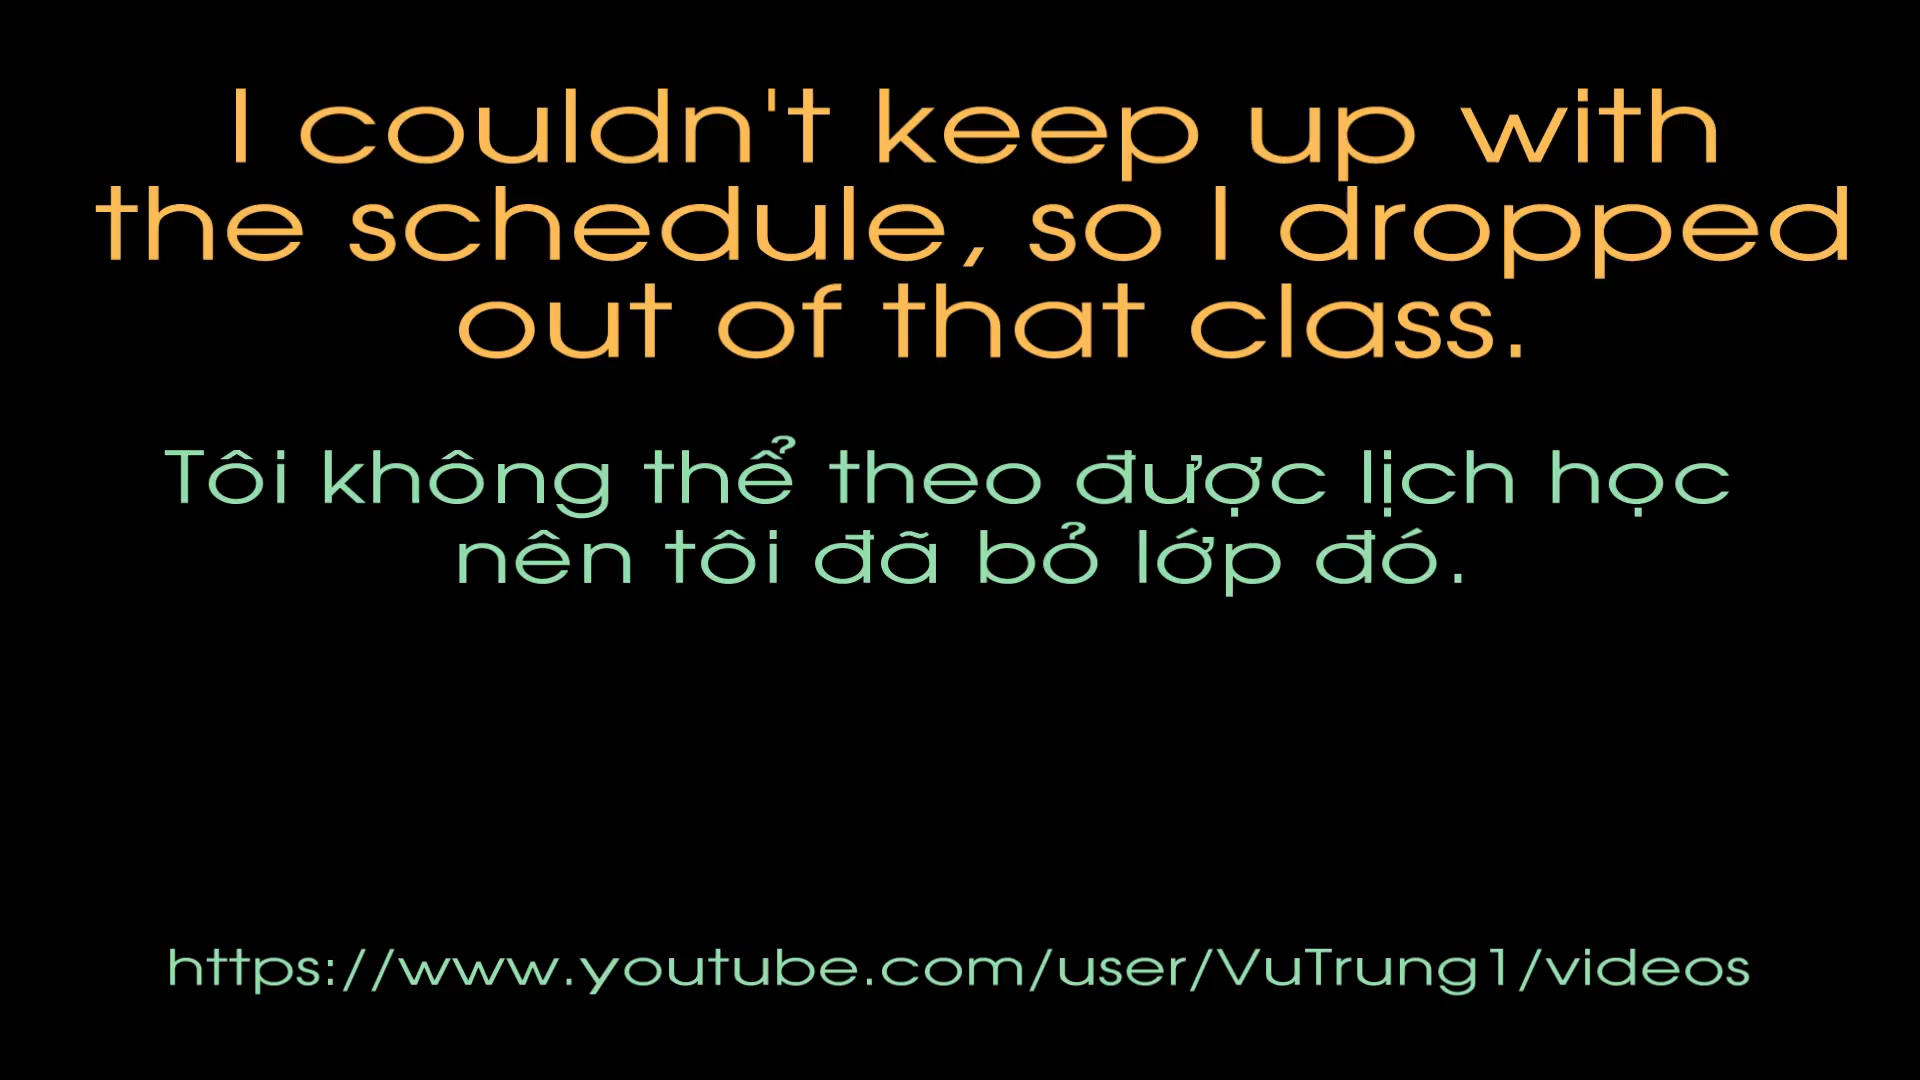 I couldn't keep up with
the schedule, so I dropped
out of that class.
Tôi không thể theo được lịch học
nên tôi đã bỏ lớp đó.
https://www.youtube.com/user/VuTrung1/videos